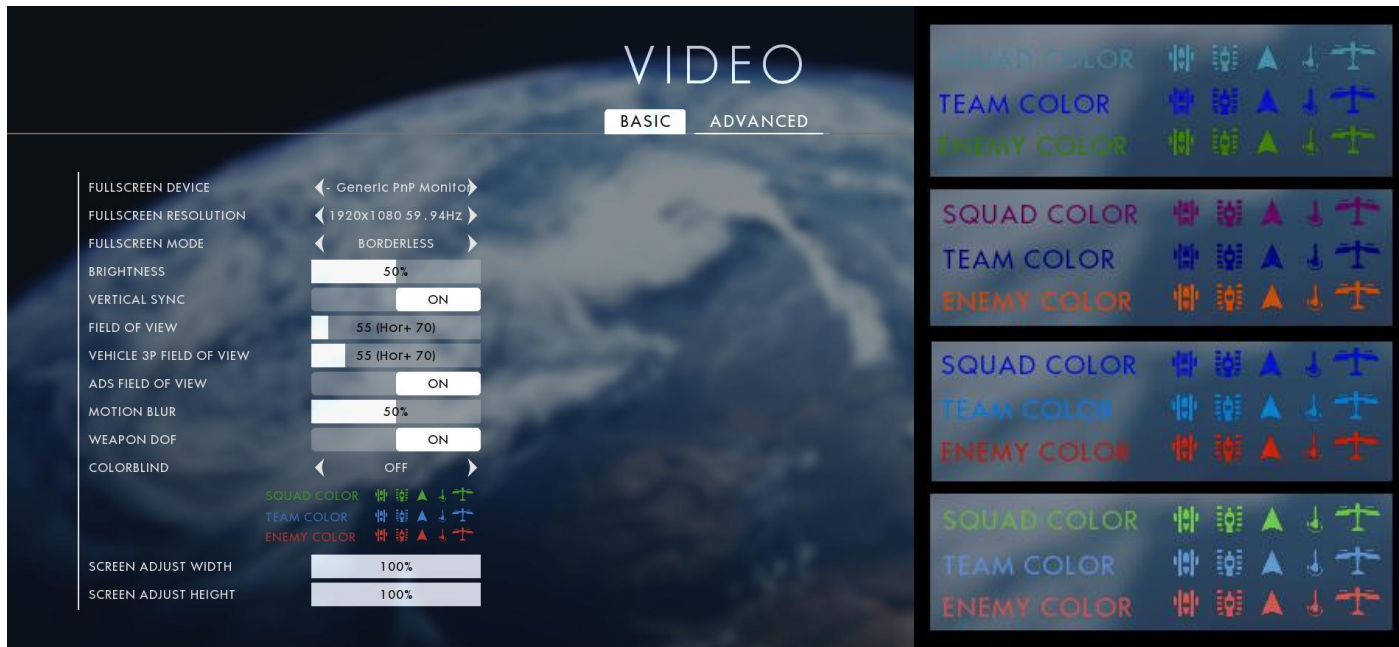 VIDEO
BASIC ADVANCED
FULLSCREEN DEVICE - Generic PnP Monitor
FULLSCREEN RESOLUTION 1920x1080 59.94Hz
FULLSCREEN MODE BORDERLESS
BRIGHTNESS 50%
VERTICAL SYNC ON
FIELD OF VIEW 55 (Hor+ 70)
VEHICLE 3P FIELD OF VIEW 55 (Hor+ 70)
ADS FIELD OF VIEW ON
MOTION BLUR 50%
WEAPON DOF ON
COLORBLIND OFF
SQUAD COLOR
TEAM COLOR
ENEMY COLOR
SCREEN ADJUST WIDTH 100%
SCREEN ADJUST HEIGHT 100%
SQUAD COLOR
TEAM COLOR
ENEMY COLOR
SQUAD COLOR
TEAM COLOR
ENEMY COLOR
SQUAD COLOR
TEAM COLOR
ENEMY COLOR
SQUAD COLOR
TEAM COLOR
ENEMY COLOR